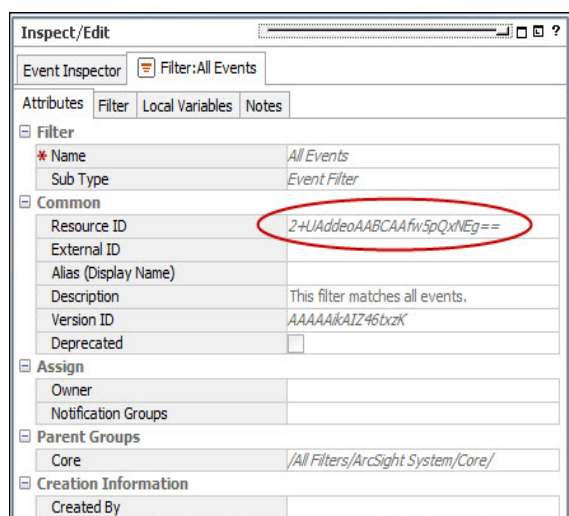 Inspect/Edit ?
Event Inspector Filter:All Events
Attributes Filter Local Variables Notes
Filter
* Name All Events
Sub Type Event Filter
Common
Resource ID 2+UAddeoAABCAAfw5pQxNEg==
External ID
Alias (Display Name)
Description This filter matches all events.
Version ID AAAAAikAIZ46txzK
Deprecated
Assign
Owner
Notification Groups
Parent Groups
Core /All Filters/ArcSight System/Core/
Creation Information
Created By